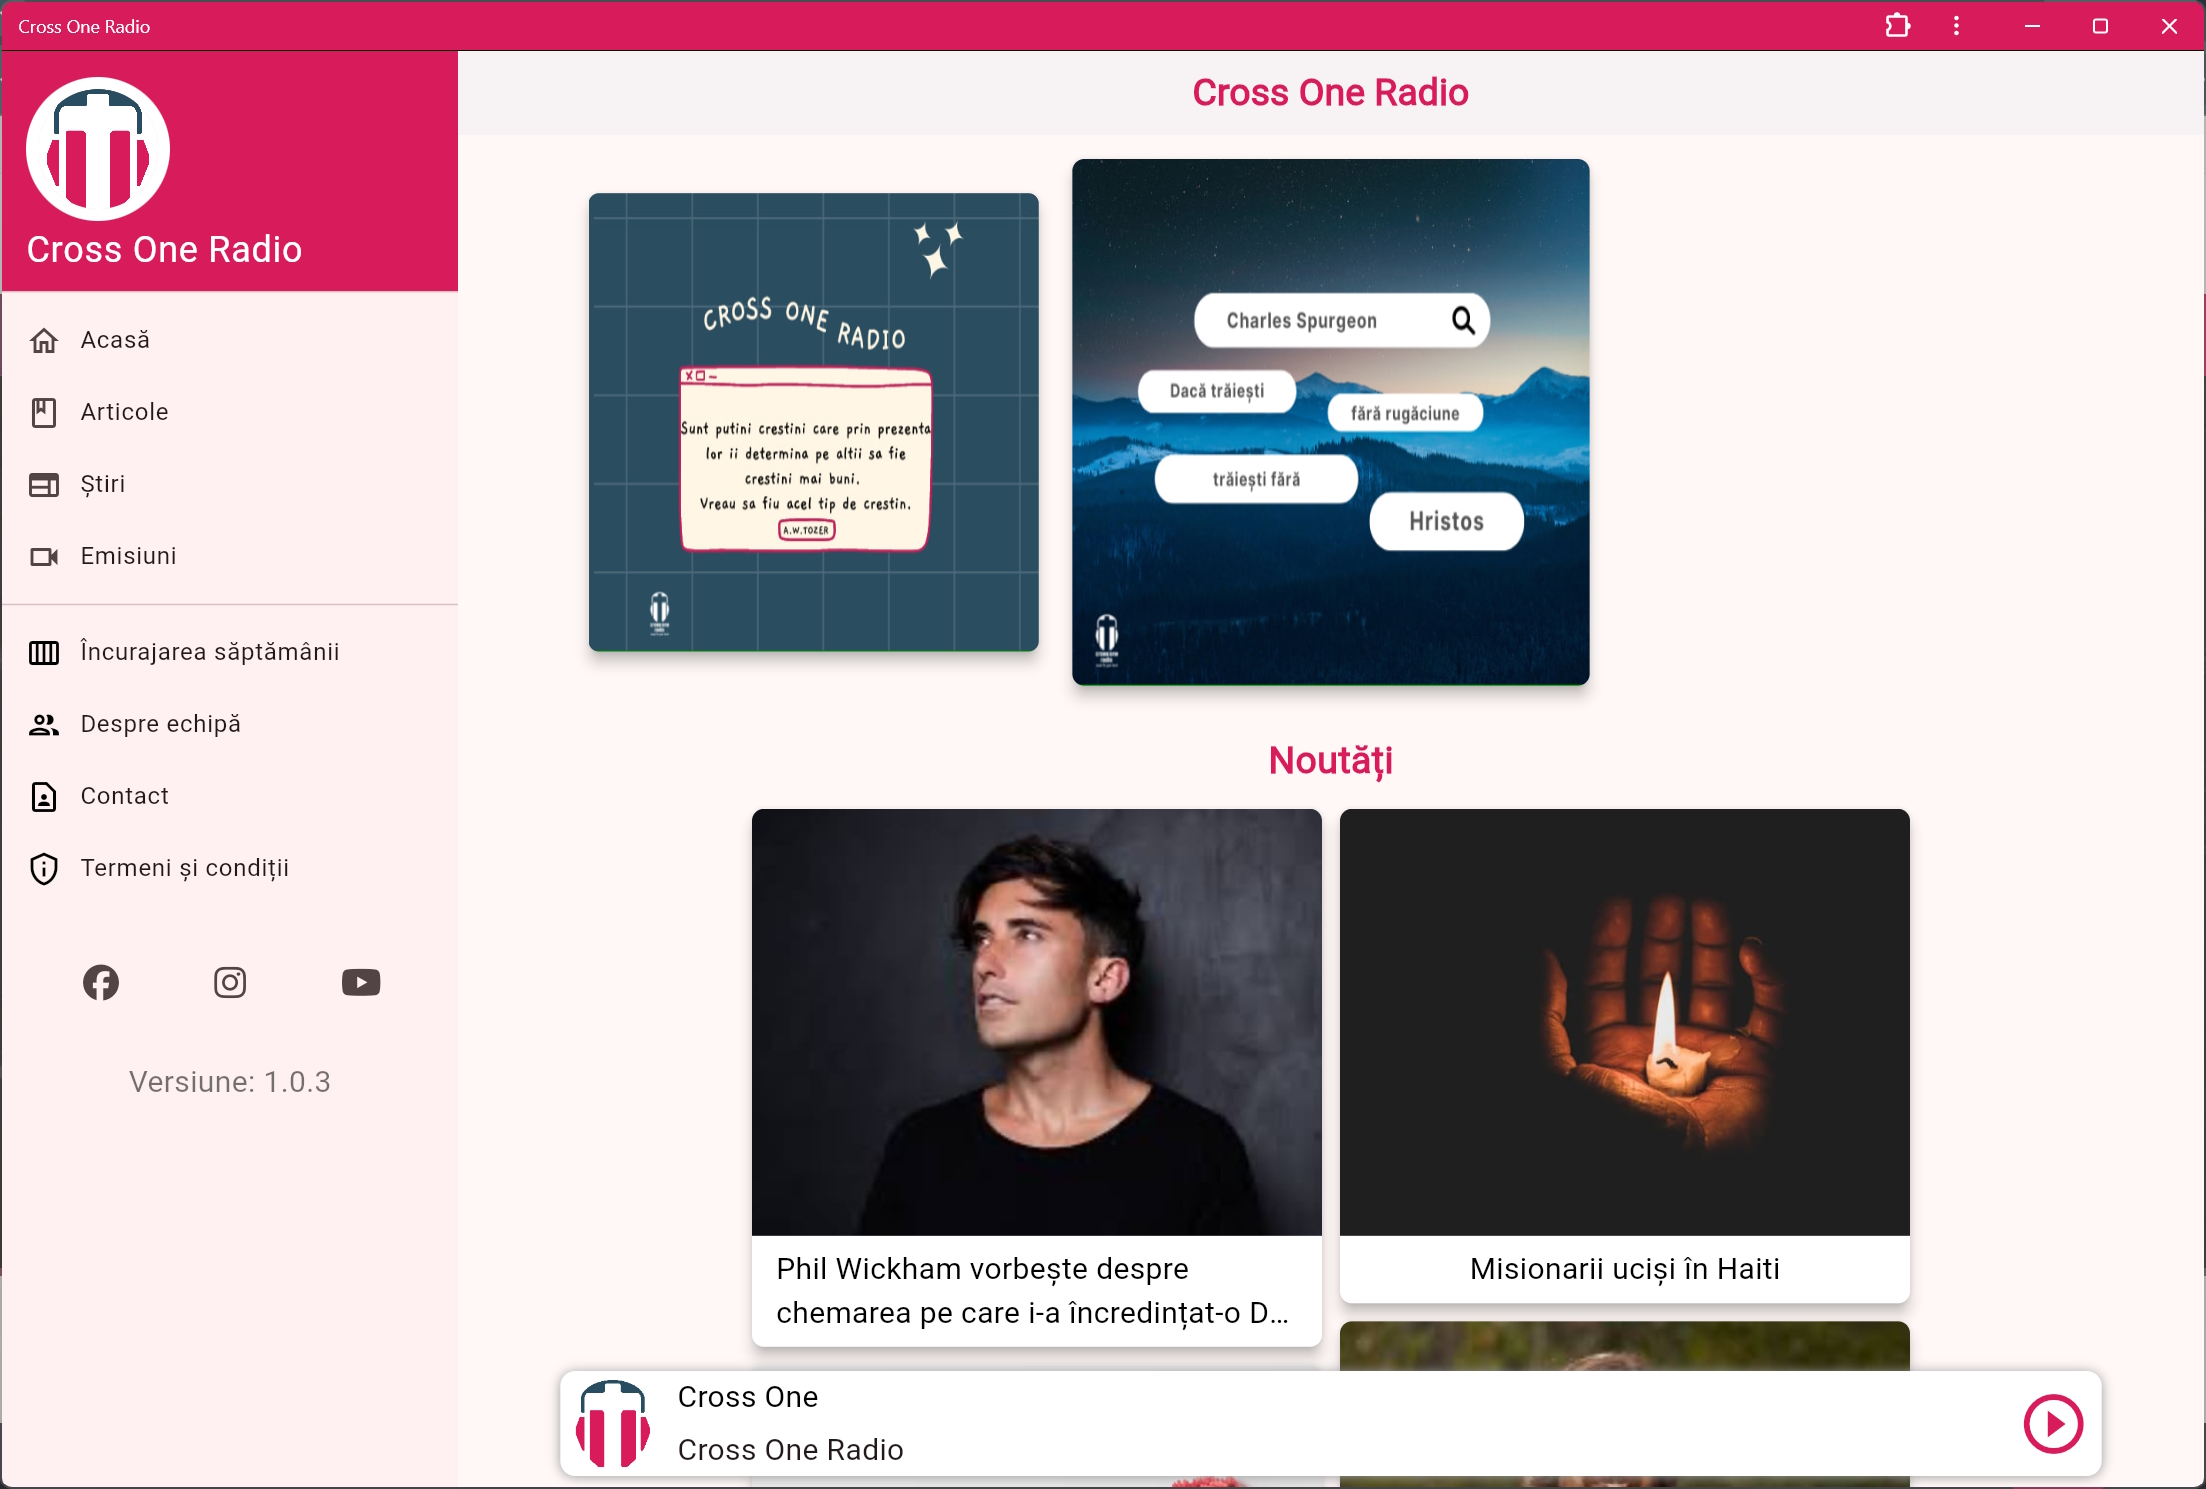 Cross One Radio
Cross One Radio
Acasă
Articole
Știri
Emisiuni
Încurajarea săptămânii
Despre echipă
Contact
Termeni și condiții
Versiune: 1.0.3
Cross One Radio
CROSS ONE RADIO
Sunt putini crestini care prin prezenta
lor ii determina pe altii sa fie
crestini mai buni.
Vreau sa fiu acel tip de crestin.
A.W.TOZER
Charles Spurgeon
Dacă trăiești
fără rugăciune
trăiești fără
Hristos
Noutăți
Phil Wickham vorbește despre
chemarea pe care i-a încredințat-o D...
Misionarii uciși în Haiti
Cross One
Cross One Radio